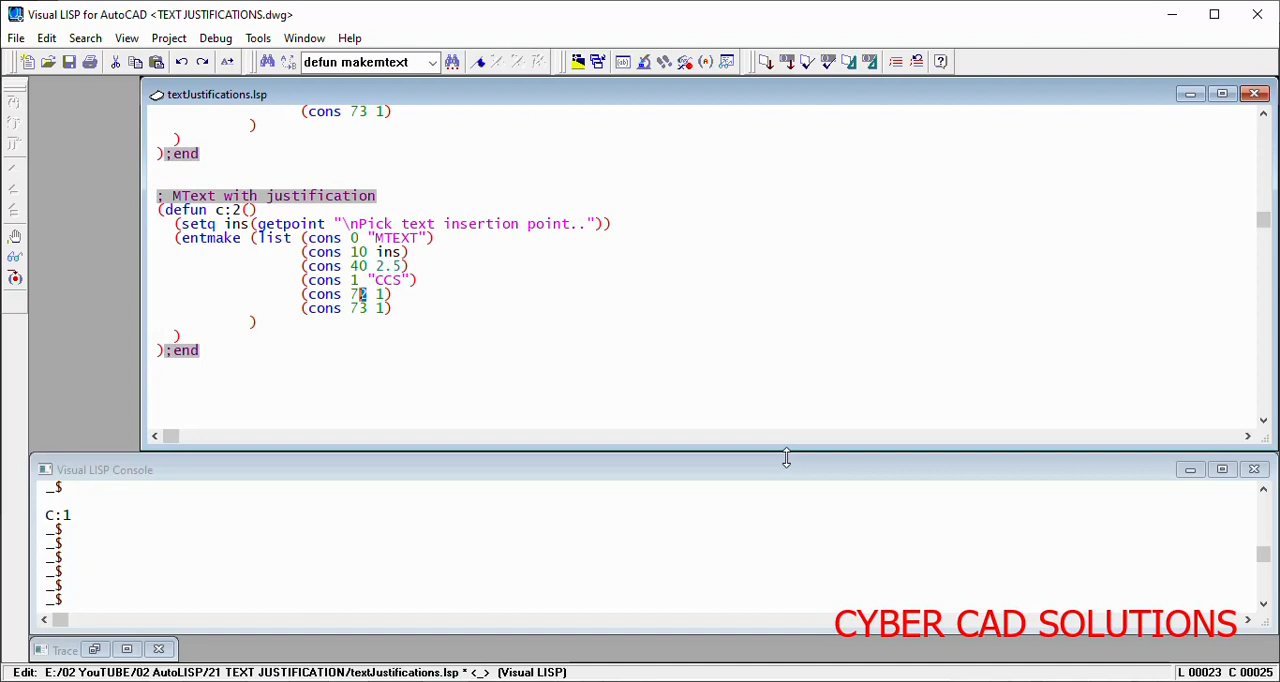 Visual LISP for AutoCAD <TEXT JUSTIFICATIONS.dwg>
File Edit Search View Project Debug Tools Window Help
defun makemtext
textJustifications.lsp
(cons 73 1)
)
)
);end
; MText with justification
(defun c:2()
(setq ins(getpoint "\nPick text insertion point.."))
(entmake (list (cons 0 "MTEXT")
(cons 10 ins)
(cons 40 2.5)
(cons 1 "CCS")
(cons 72 1)
(cons 73 1)
)
)
);end
Visual LISP Console
_$
C:1
_$
_$
_$
_$
_$
_$
CYBER CAD SOLUTIONS
Trace
Edit: E:/02 YouTUBE/02 AutoLISP/21 TEXT JUSTIFICATION/textJustifications.lsp * <_> (Visual LISP)
L 00023 C 00025